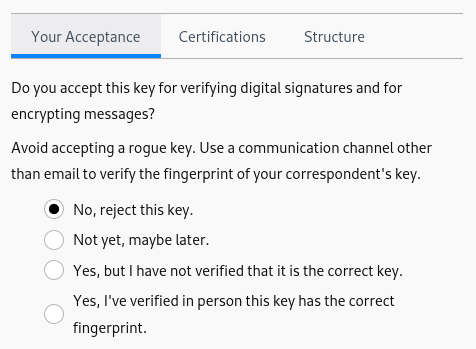 Your Acceptance Certifications Structure
Do you accept this key for verifying digital signatures and for
encrypting messages?
Avoid accepting a rogue key. Use a communication channel other
than email to verify the fingerprint of your correspondent's key.
No, reject this key.
Not yet, maybe later.
Yes, but I have not verified that it is the correct key.
Yes, I've verified in person this key has the correct
fingerprint.